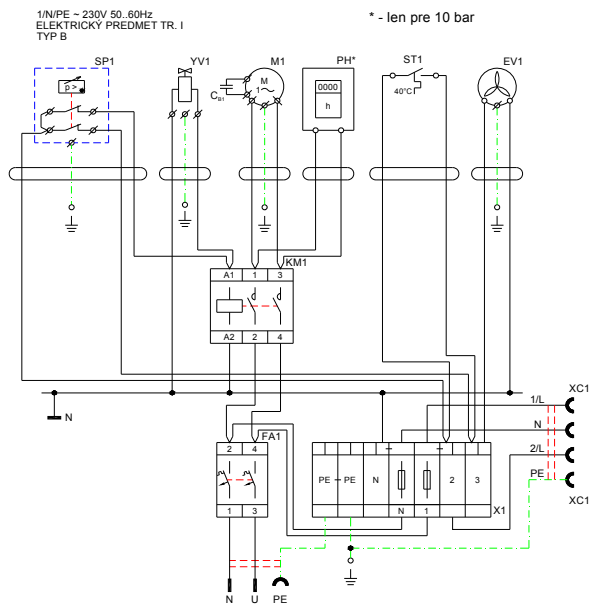 1/N/PE ~ 230V 50..60Hz
ELEKTRICKÝ PREDMET TR. I
TYP B
* - len pre 10 bar
SP1 YV1 M1 PH* ST1 EV1
p >
CB1
M
1 ~
0000
h
40°C
KM1
A1 1 3
A2 2 4
N
XC1
1/L
N
2/L
PE
XC1
FA1
2 4
1 3
PE PE N N 1 2 3
X1
N U PE